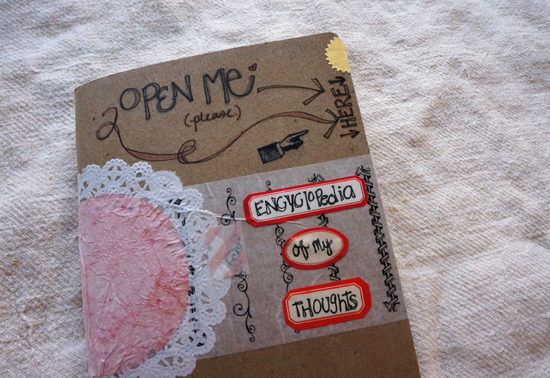 OPEN ME
(please)
HERE
ENCYCLOPedia
of my
THOUGHTS